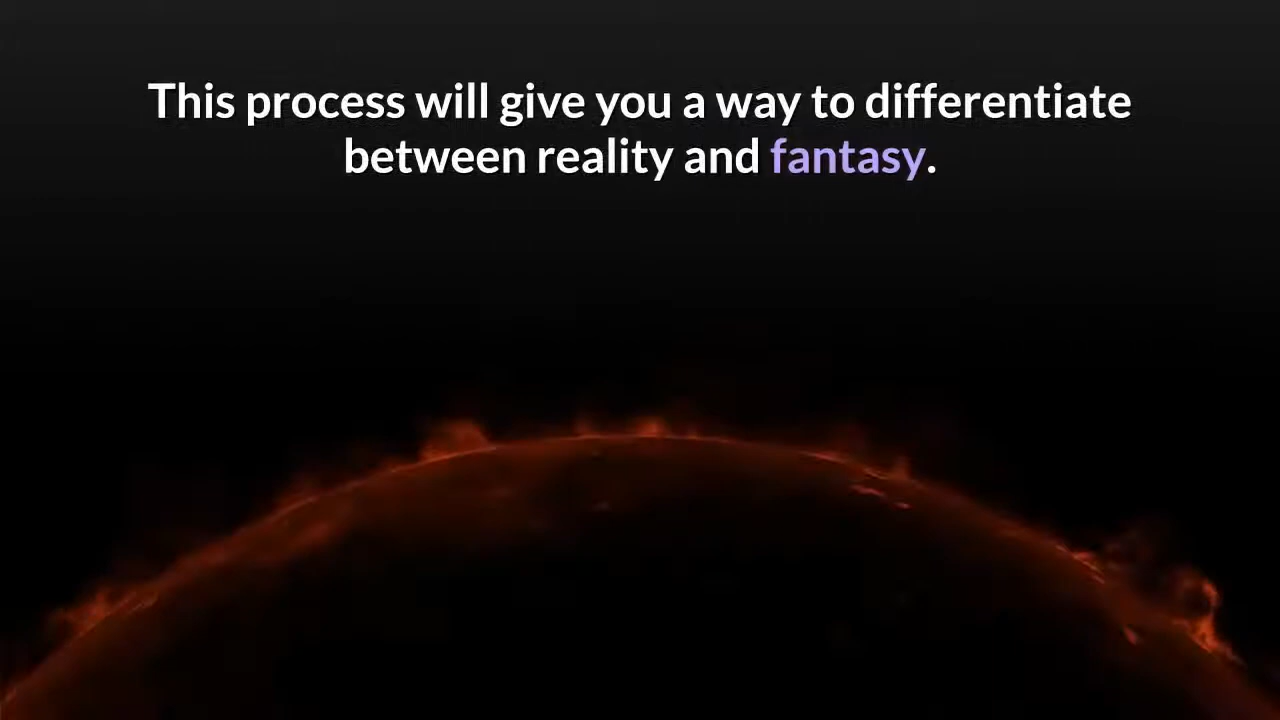 This process will give you a way to differentiate
between reality and fantasy.